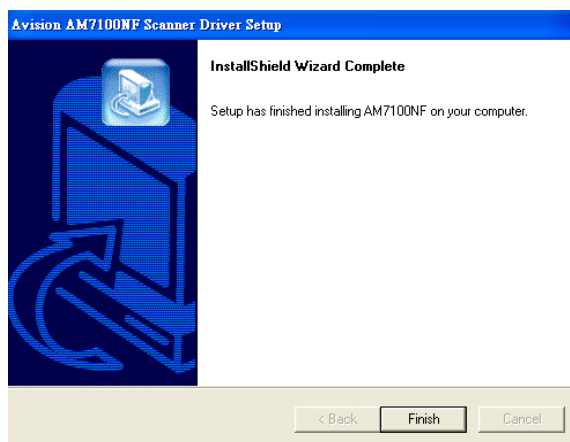 Avision AM7100NF Scanner Driver Setup
InstallShield Wizard Complete
Setup has finished installing AM7100NF on your computer.
< Back
Finish
Cancel